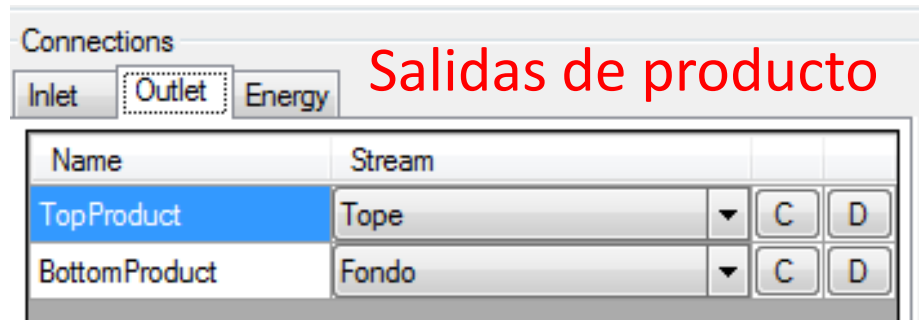 Connections
Salidas de producto
Inlet Outlet Energy
Name Stream
TopProduct Tope C D
BottomProduct Fondo C D